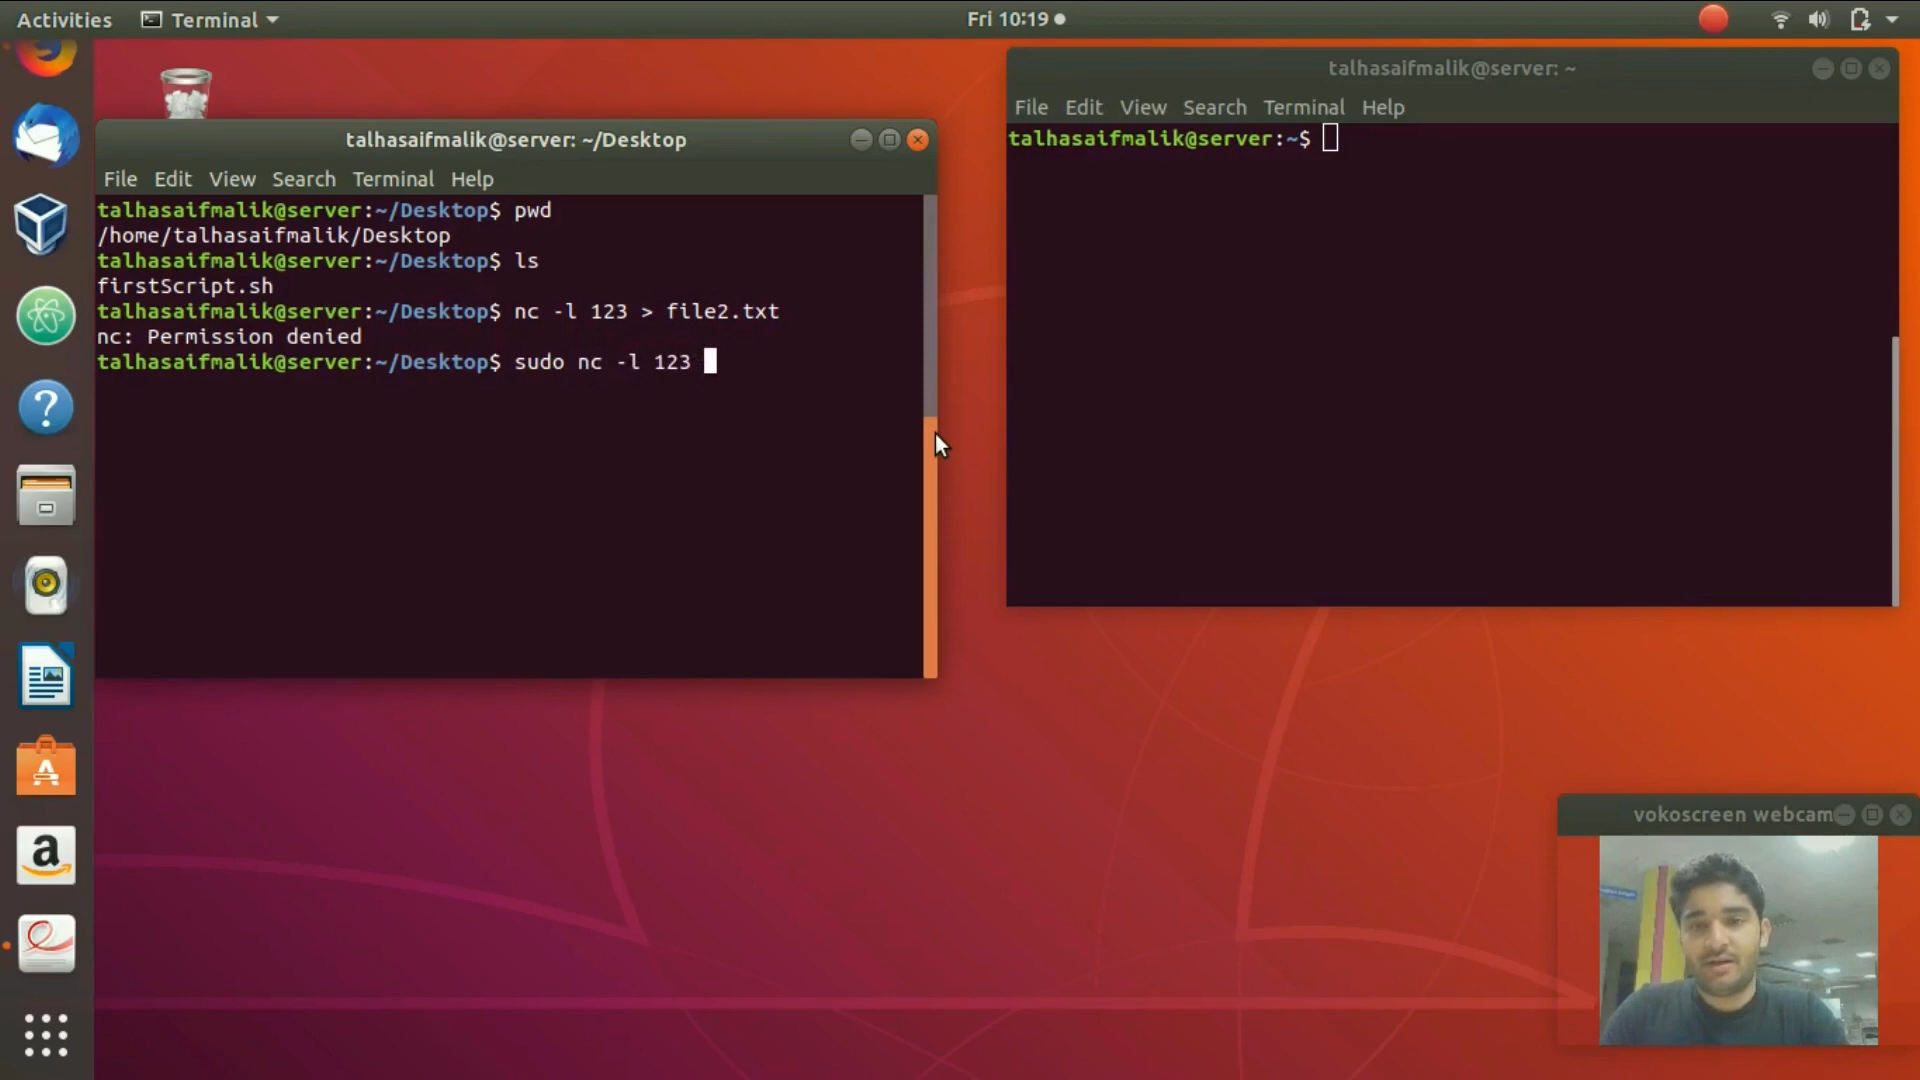 Activities Terminal Fri 10:19
talhasaifmalik@server: ~
File Edit View Search Terminal Help
talhasaifmalik@server:~$
talhasaifmalik@server: ~/Desktop
File Edit View Search Terminal Help
talhasaifmalik@server:~/Desktop$ pwd
/home/talhasaifmalik/Desktop
talhasaifmalik@server:~/Desktop$ ls
firstScript.sh
talhasaifmalik@server:~/Desktop$ nc -l 123 > file2.txt
nc: Permission denied
talhasaifmalik@server:~/Desktop$ sudo nc -l 123
vokoscreen webcam